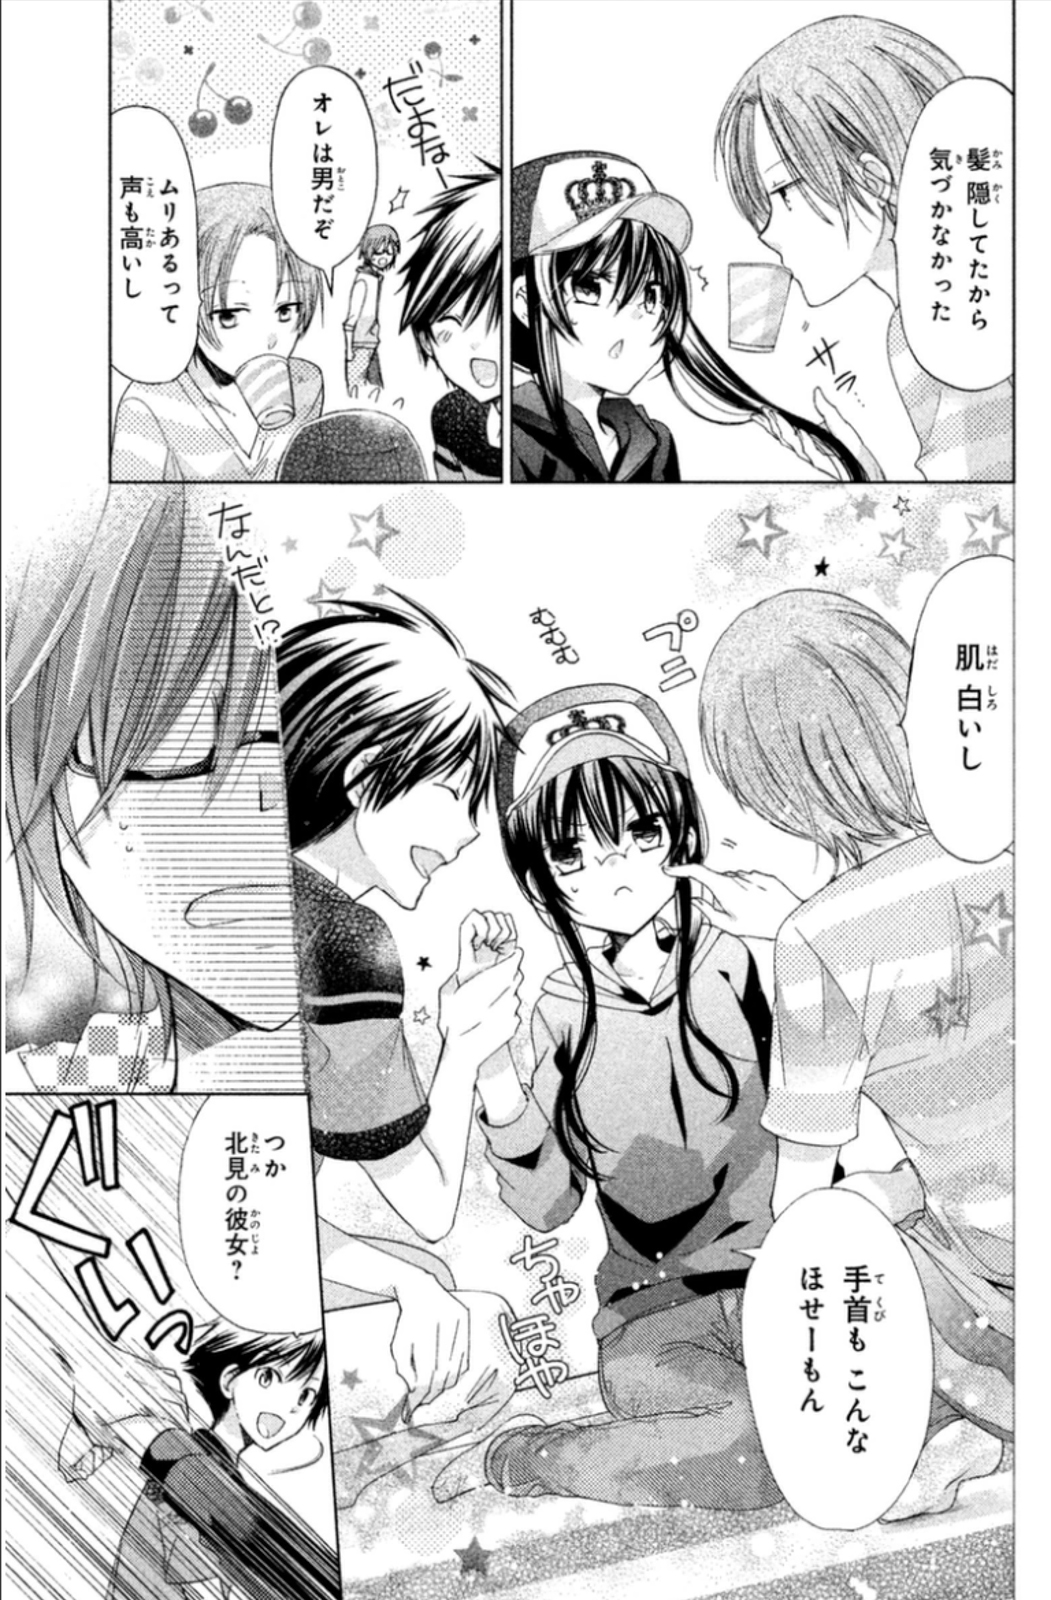 髪隠してたから
気づかなかった
サラ
だまなー
オレは男だぞ
ムリあるって
声も高いし
肌白いし
プニ
むむむ
なんだと!?
手首もこんな
ほせーもん
ちやほや
つか
北見の彼女?
ぐいっ